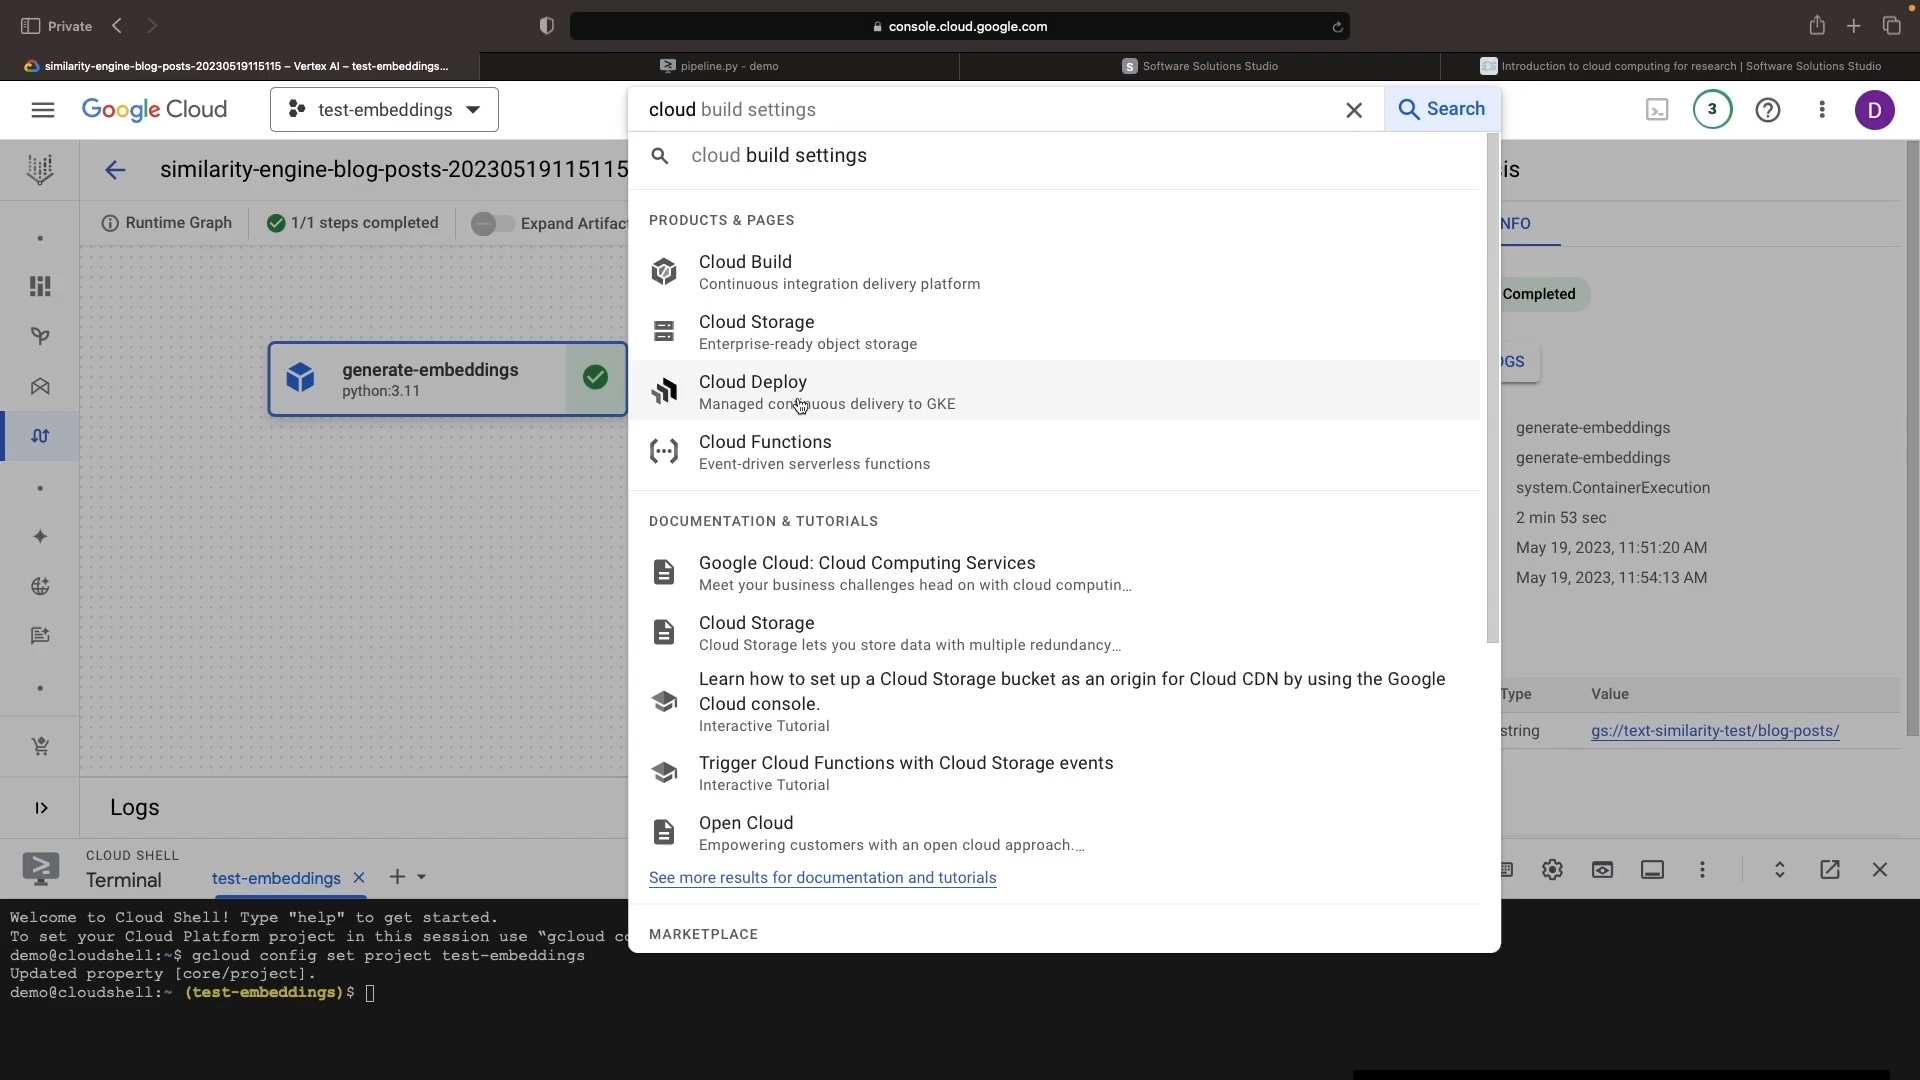 Private
console.cloud.google.com
similarity-engine-blog-posts-20230519115115 – Vertex AI – test-embeddings...
pipeline.py - demo
S Software Solutions Studio
Introduction to cloud computing for research | Software Solutions Studio
Google Cloud
test-embeddings
cloud build settings
Search
3
D
similarity-engine-blog-posts-20230519115115
cloud build settings
sis
Runtime Graph
1/1 steps completed
Expand Artifac
PRODUCTS & PAGES
NFO
Cloud Build
Continuous integration delivery platform
Completed
Cloud Storage
Enterprise-ready object storage
generate-embeddings
python:3.11
OGS
Cloud Deploy
Managed continuous delivery to GKE
Cloud Functions
Event-driven serverless functions
generate-embeddings
generate-embeddings
system.ContainerExecution
2 min 53 sec
May 19, 2023, 11:51:20 AM
May 19, 2023, 11:54:13 AM
DOCUMENTATION & TUTORIALS
Google Cloud: Cloud Computing Services
Meet your business challenges head on with cloud computin...
Cloud Storage
Cloud Storage lets you store data with multiple redundancy...
Learn how to set up a Cloud Storage bucket as an origin for Cloud CDN by using the Google
Cloud console.
Interactive Tutorial
Type Value
string gs://text-similarity-test/blog-posts/
Trigger Cloud Functions with Cloud Storage events
Interactive Tutorial
Open Cloud
Empowering customers with an open cloud approach....
See more results for documentation and tutorials
MARKETPLACE
Logs
CLOUD SHELL
Terminal
test-embeddings
Welcome to Cloud Shell! Type "help" to get started.
To set your Cloud Platform project in this session use “gcloud co
demo@cloudshell:~$ gcloud config set project test-embeddings
Updated property [core/project].
demo@cloudshell:~ (test-embeddings)$